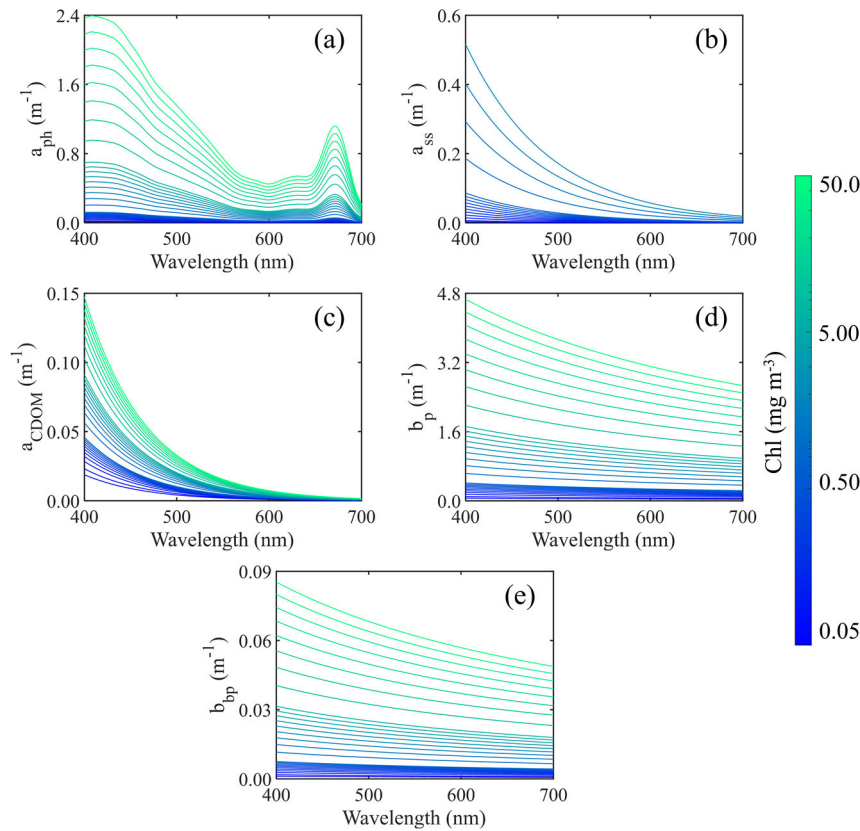 (a)
2.4
1.6
0.8
0.0
a_ph (m⁻¹)
400 500 600 700
Wavelength (nm)
(b)
0.6
0.4
0.2
0.0
a_ss (m⁻¹)
400 500 600 700
Wavelength (nm)
(c)
0.15
0.10
0.05
0.00
a_CDOM (m⁻¹)
400 500 600 700
Wavelength (nm)
(d)
4.8
3.2
1.6
0.0
b_p (m⁻¹)
400 500 600 700
Wavelength (nm)
(e)
0.09
0.06
0.03
0.00
b_bp (m⁻¹)
400 500 600 700
Wavelength (nm)
50.0
5.00
0.50
0.05
Chl (mg m⁻³)